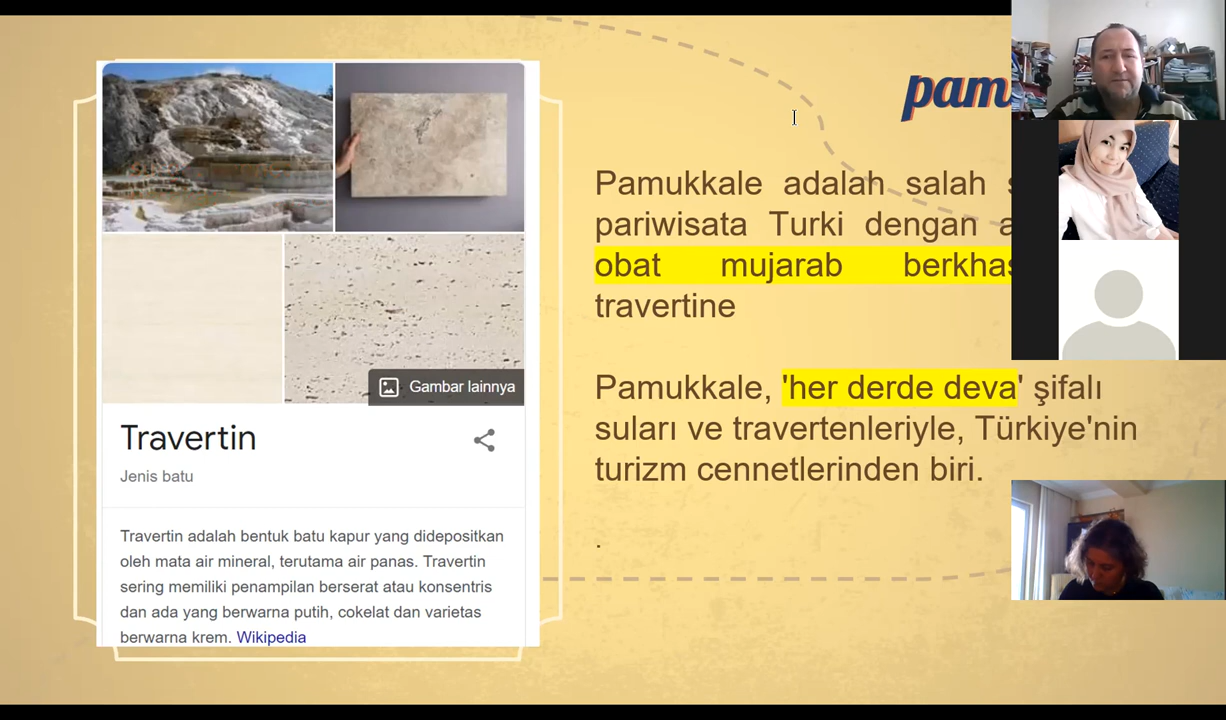 Gambar lainnya
Travertin
Jenis batu
Travertin adalah bentuk batu kapur yang didepositkan
oleh mata air mineral, terutama air panas. Travertin
sering memiliki penampilan berserat atau konsentris
dan ada yang berwarna putih, cokelat dan varietas
berwarna krem. Wikipedia
Pamukkale adalah salah
pariwisata Turki dengan
obat mujarab
travertine
Pamukkale, 'her derde deva' şifalı
suları ve travertenleriyle, Türkiye'nin
turizm cennetlerinden biri.
.